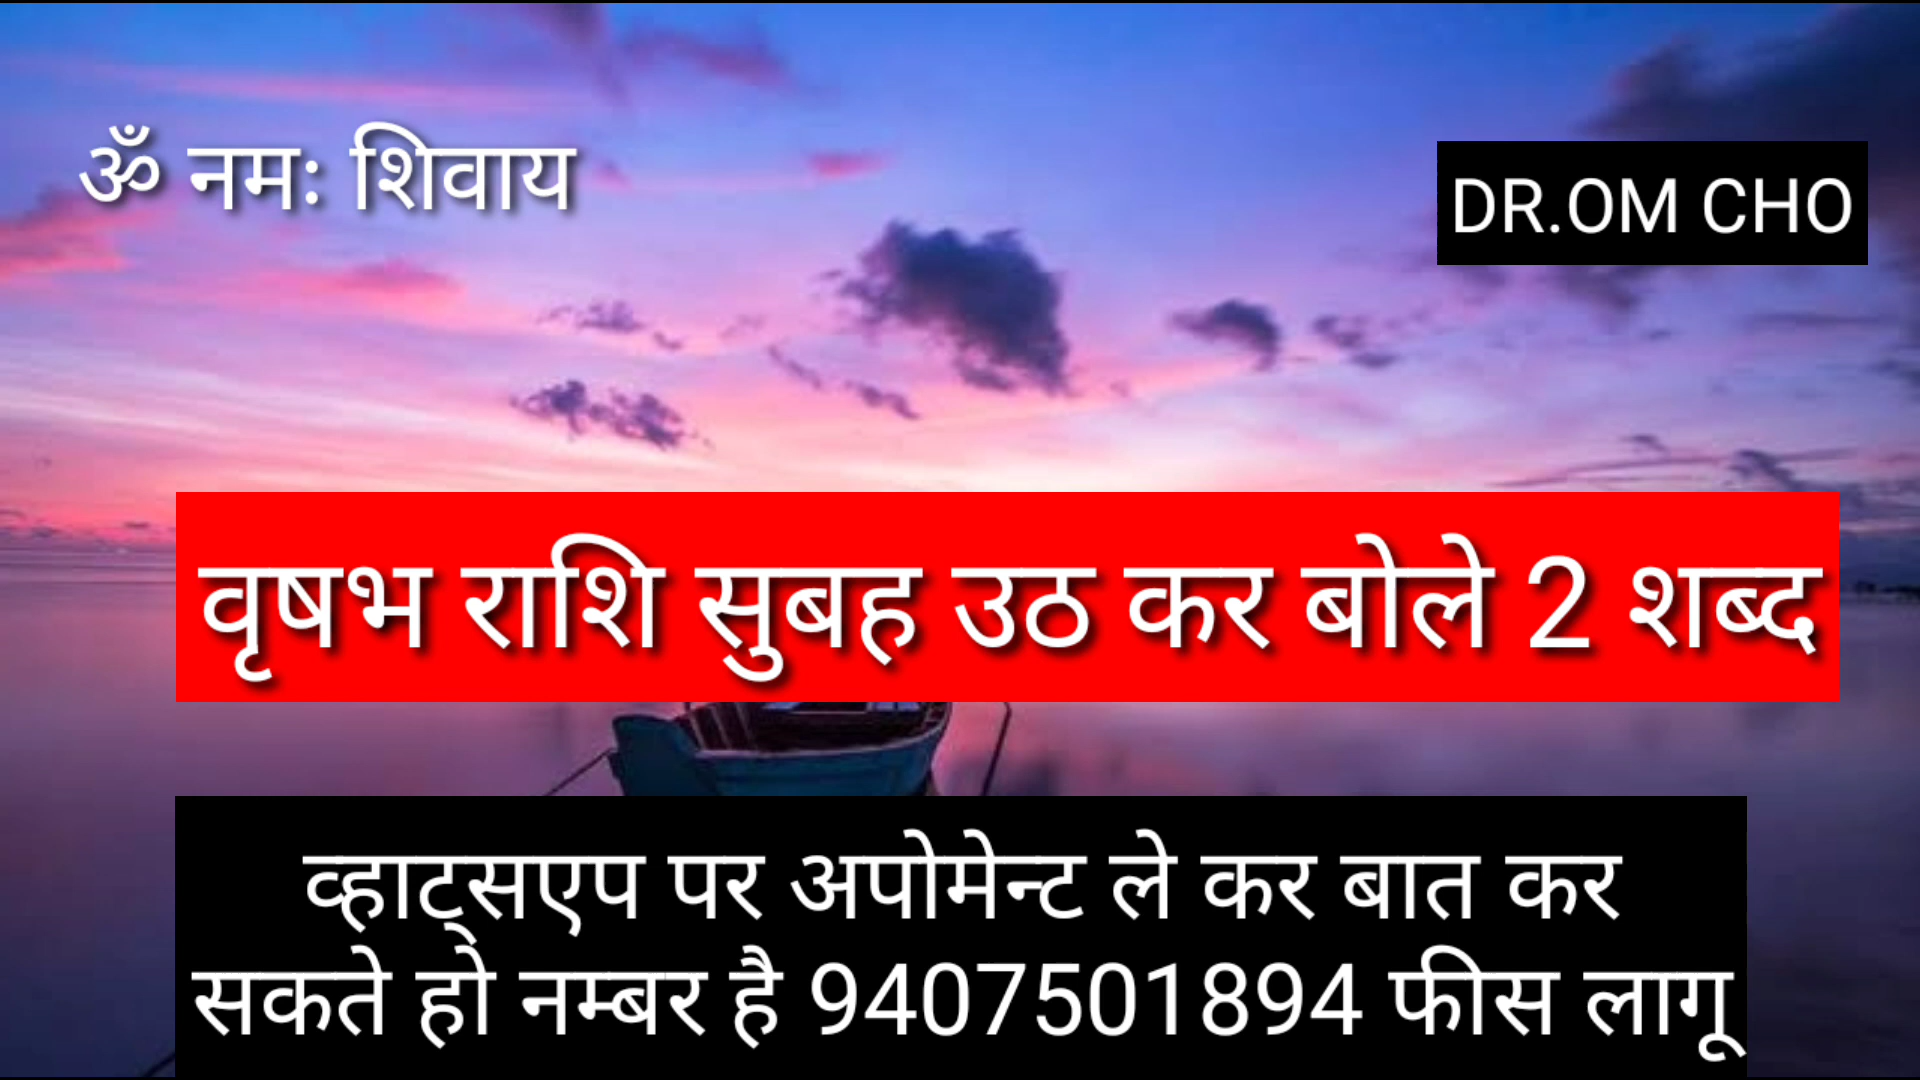 ॐ नमः शिवाय
DR.OM CHO
वृषभ राशि सुबह उठ कर बोले 2 शब्द
व्हाट्सएप पर अपोमेन्ट ले कर बात कर
सकते हो नम्बर है 9407501894 फीस लागू